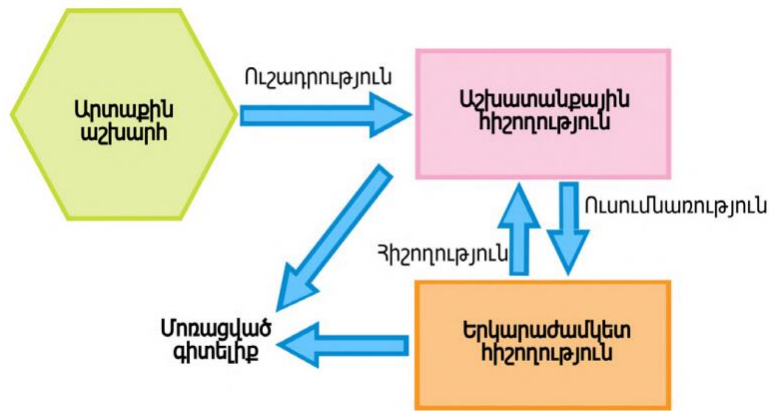 Ուշադրություն
Արտաքին
աշխարհ
Աշխատանքային
հիշողություն
Ուսումնառություն
Հիշողություն
Մոռացված
գիտելիք
Երկարաժամկետ
հիշողություն